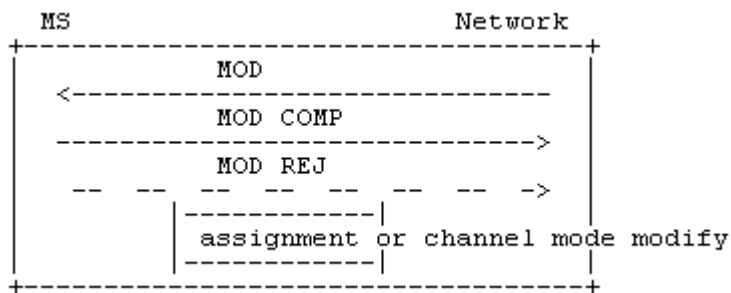 MS Network
MOD
MOD COMP
MOD REJ
assignment or channel mode modify